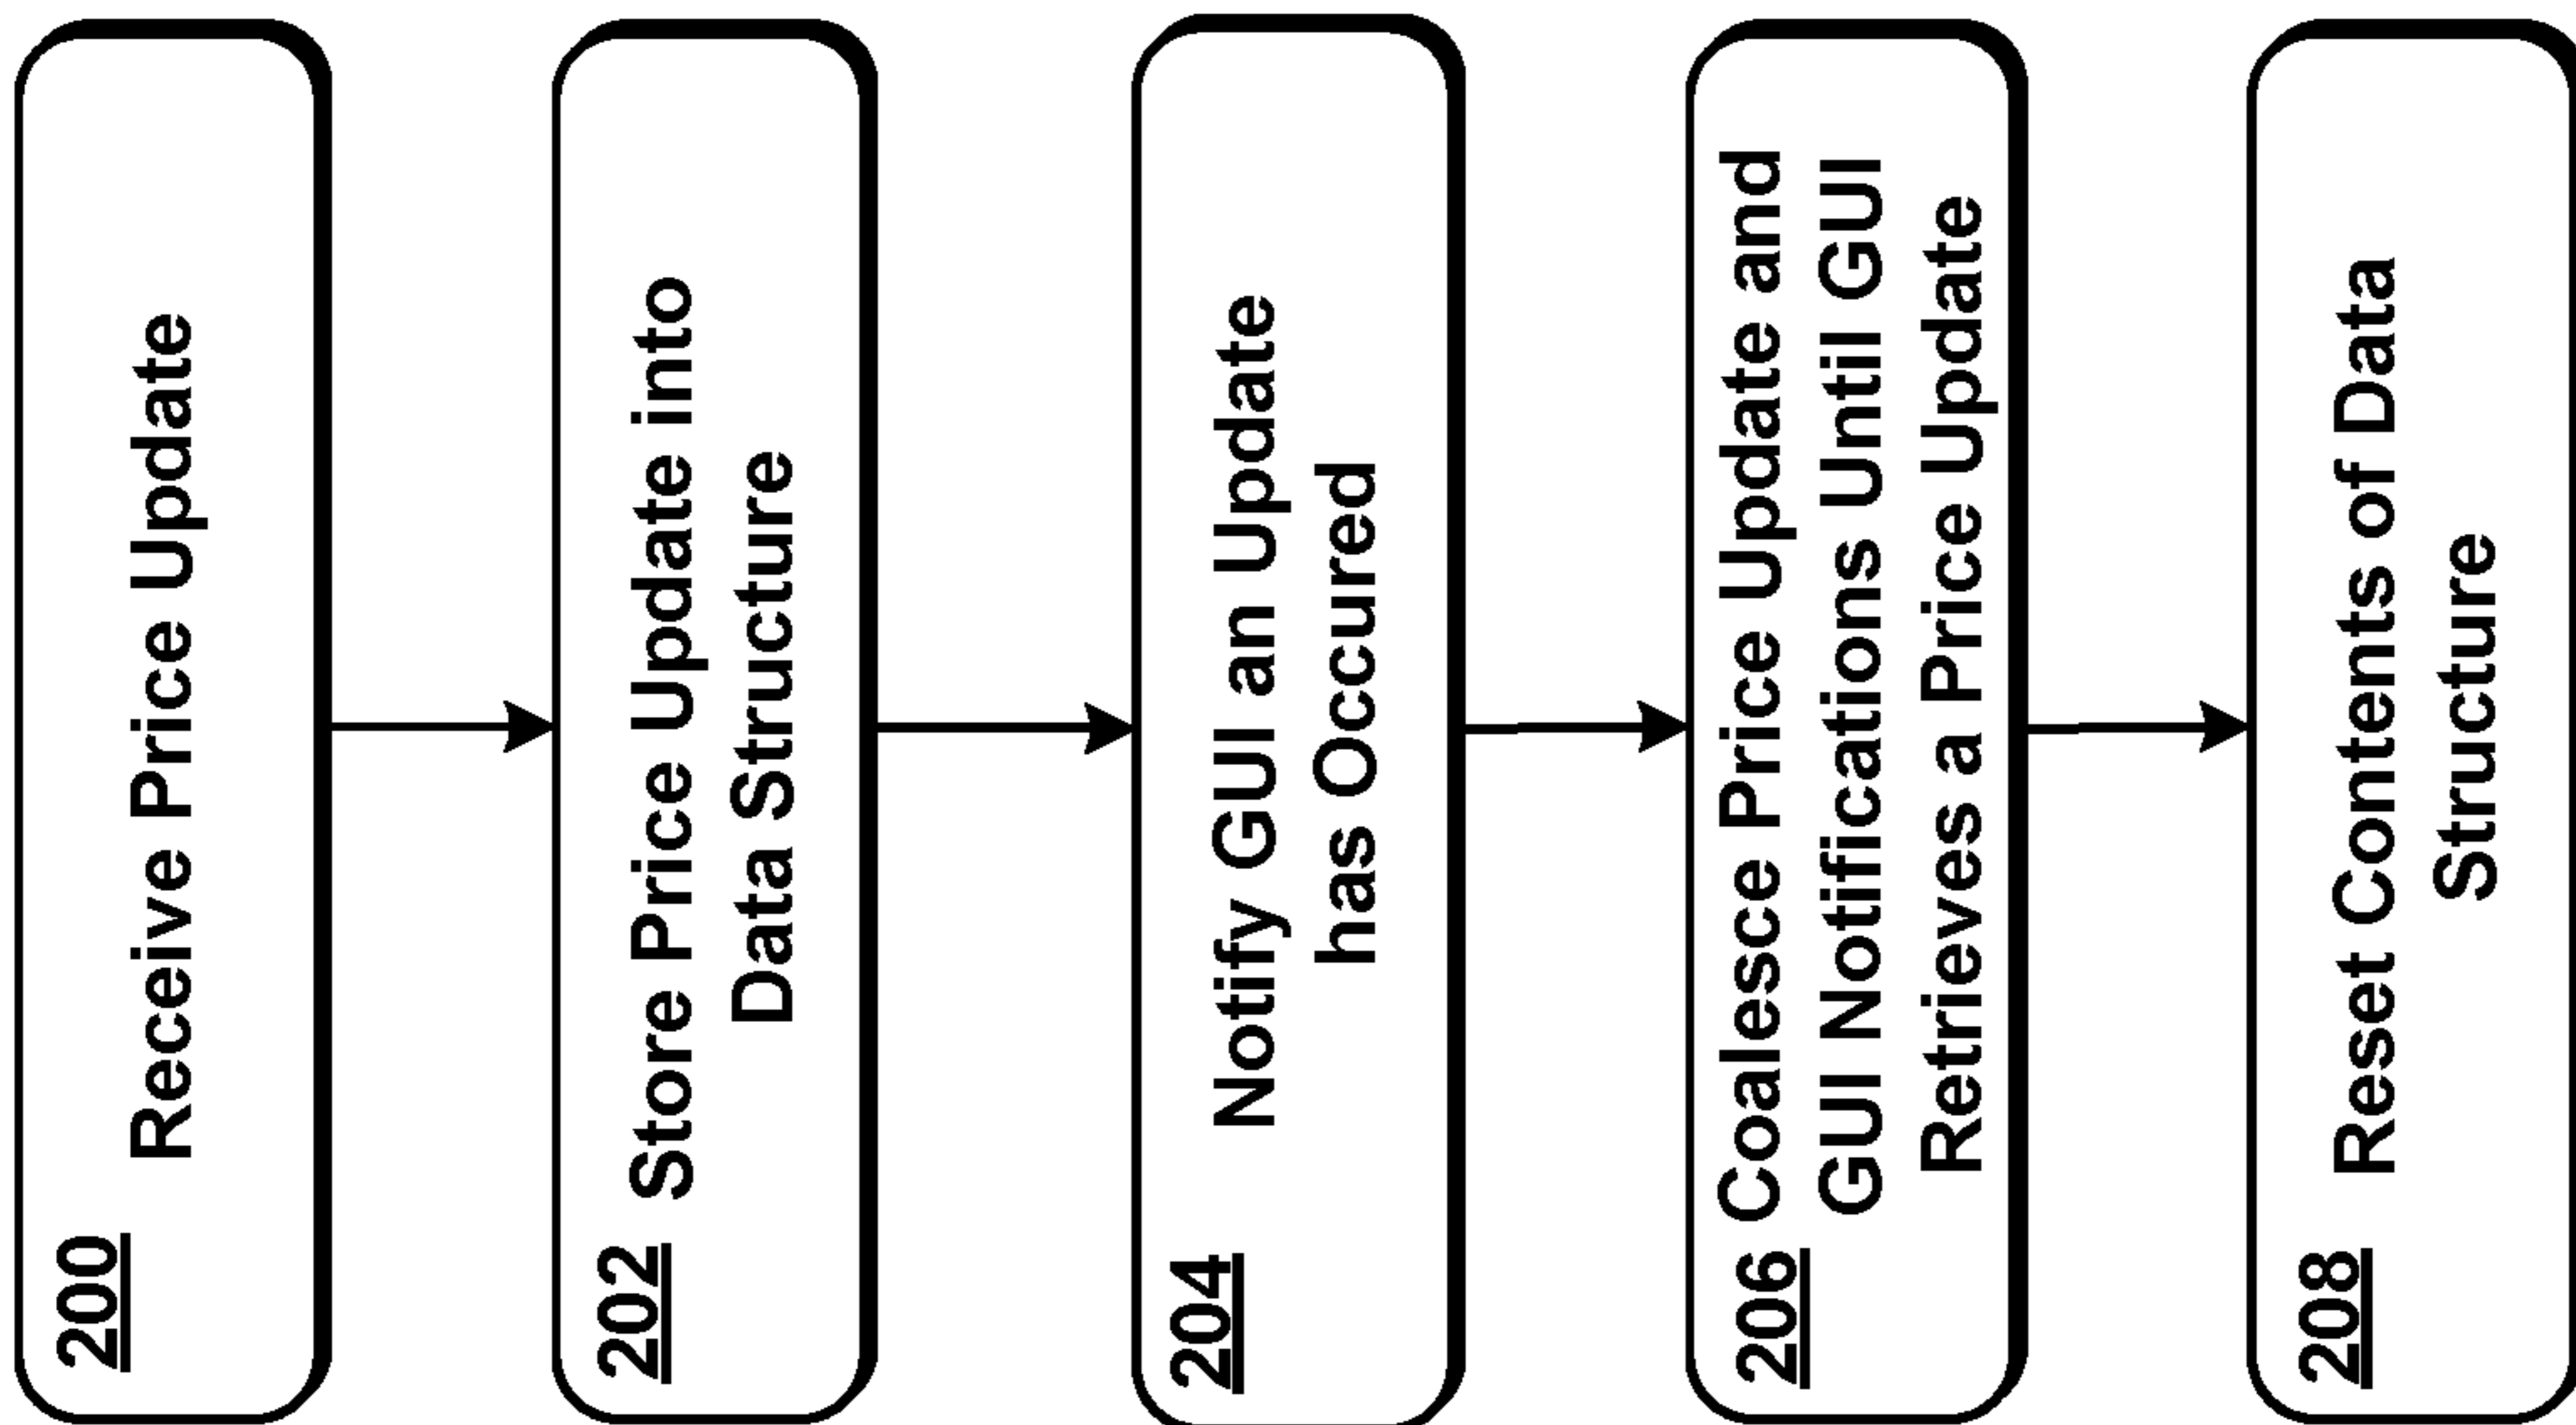 200
Receive Price Update
202
Store Price Update into
Data Structure
204
Notify GUI an Update
has Occured
206
Coalesce Price Update and
GUI Notifications Until GUI
Retrieves a Price Update
208
Reset Contents of Data
Structure